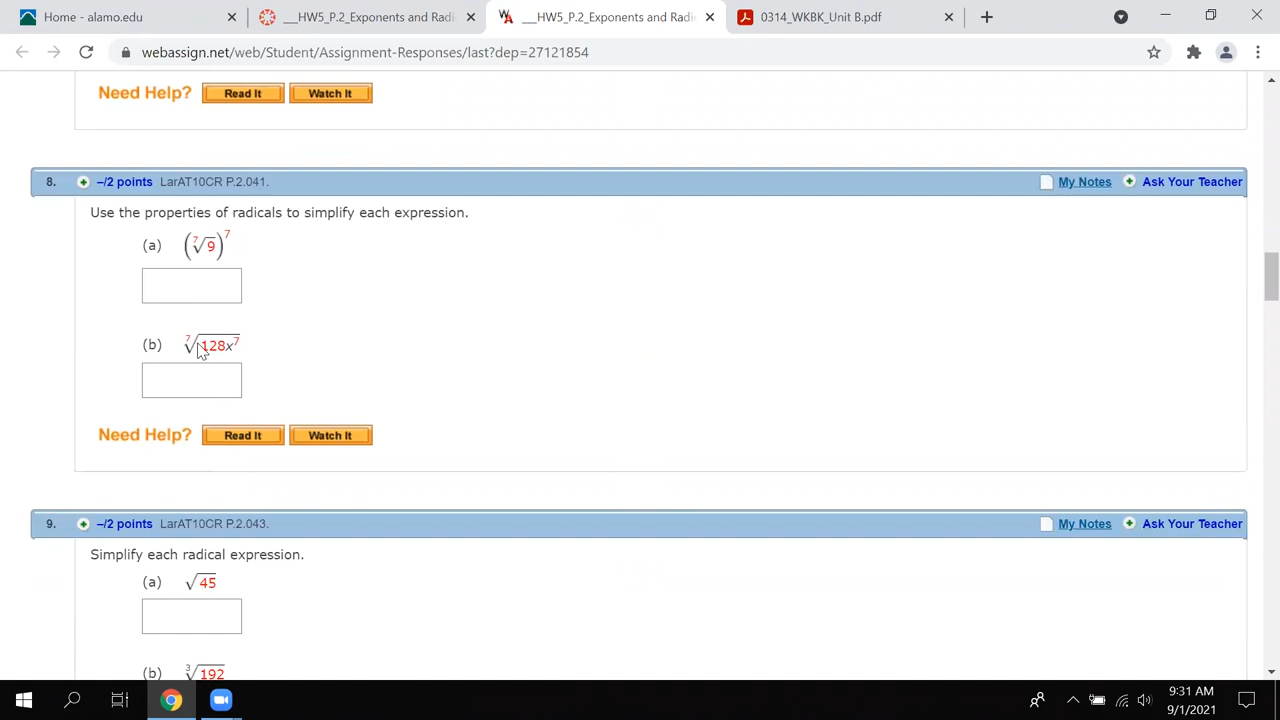 Home - alamo.edu
___HW5_P.2_Exponents and Radic
___HW5_P.2_Exponents and Radic
0314_WKBK_Unit B.pdf
webassign.net/web/Student/Assignment-Responses/last?dep=27121854
Need Help? Read It Watch It
8. –/2 points LarAT10CR P.2.041. My Notes Ask Your Teacher
Use the properties of radicals to simplify each expression.
(a) (⁷√9)⁷
(b) ⁷√128x⁷
Need Help? Read It Watch It
9. –/2 points LarAT10CR P.2.043. My Notes Ask Your Teacher
Simplify each radical expression.
(a) √45
(b) ³√192
9:31 AM
9/1/2021